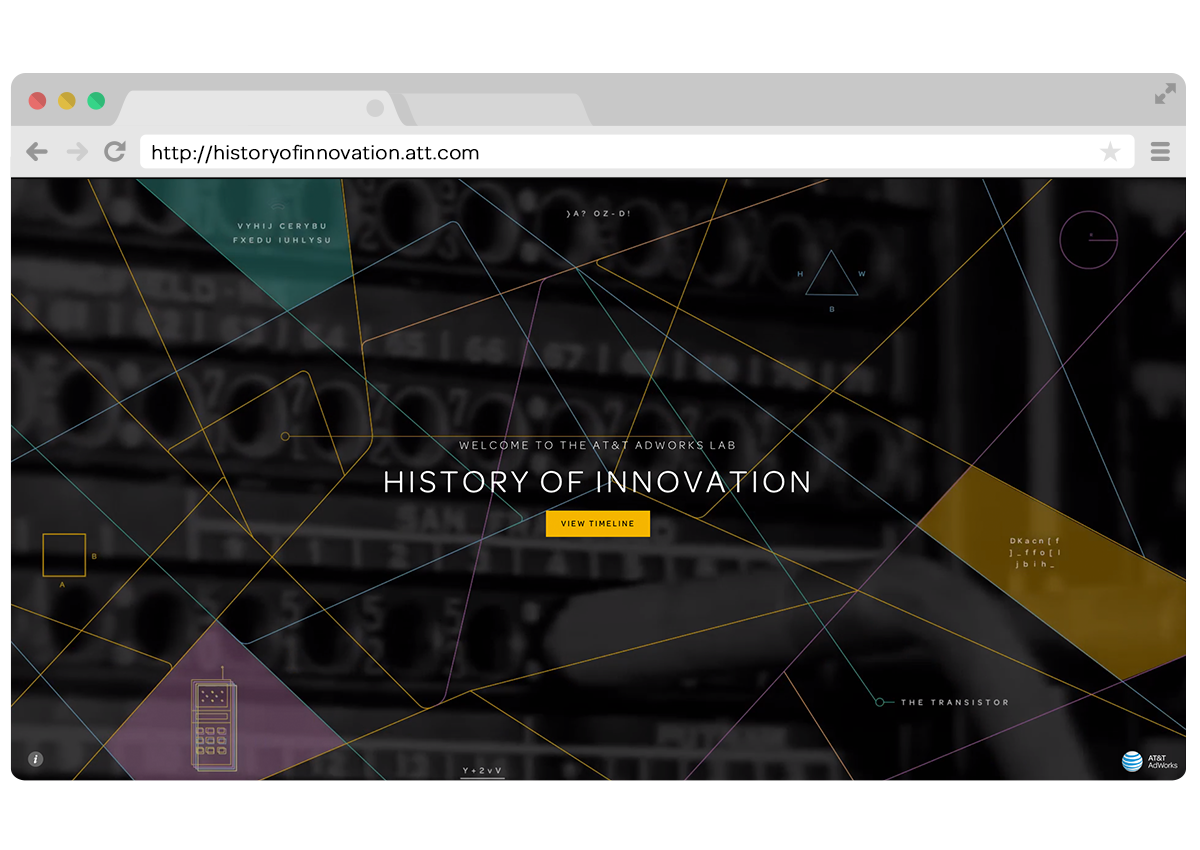 http://historyofinnovation.att.com
}A? OZ-D!
VYHIJ CERYBU
FXEDU IUHLYSU
H
W
B
WELCOME TO THE AT&T ADWORKS LAB
HISTORY OF INNOVATION
VIEW TIMELINE
SAN
B
A
DKacn[f
]_ffo[i
jbih_
THE TRANSISTOR
i
Y+2vV
AT&T
AdWorks